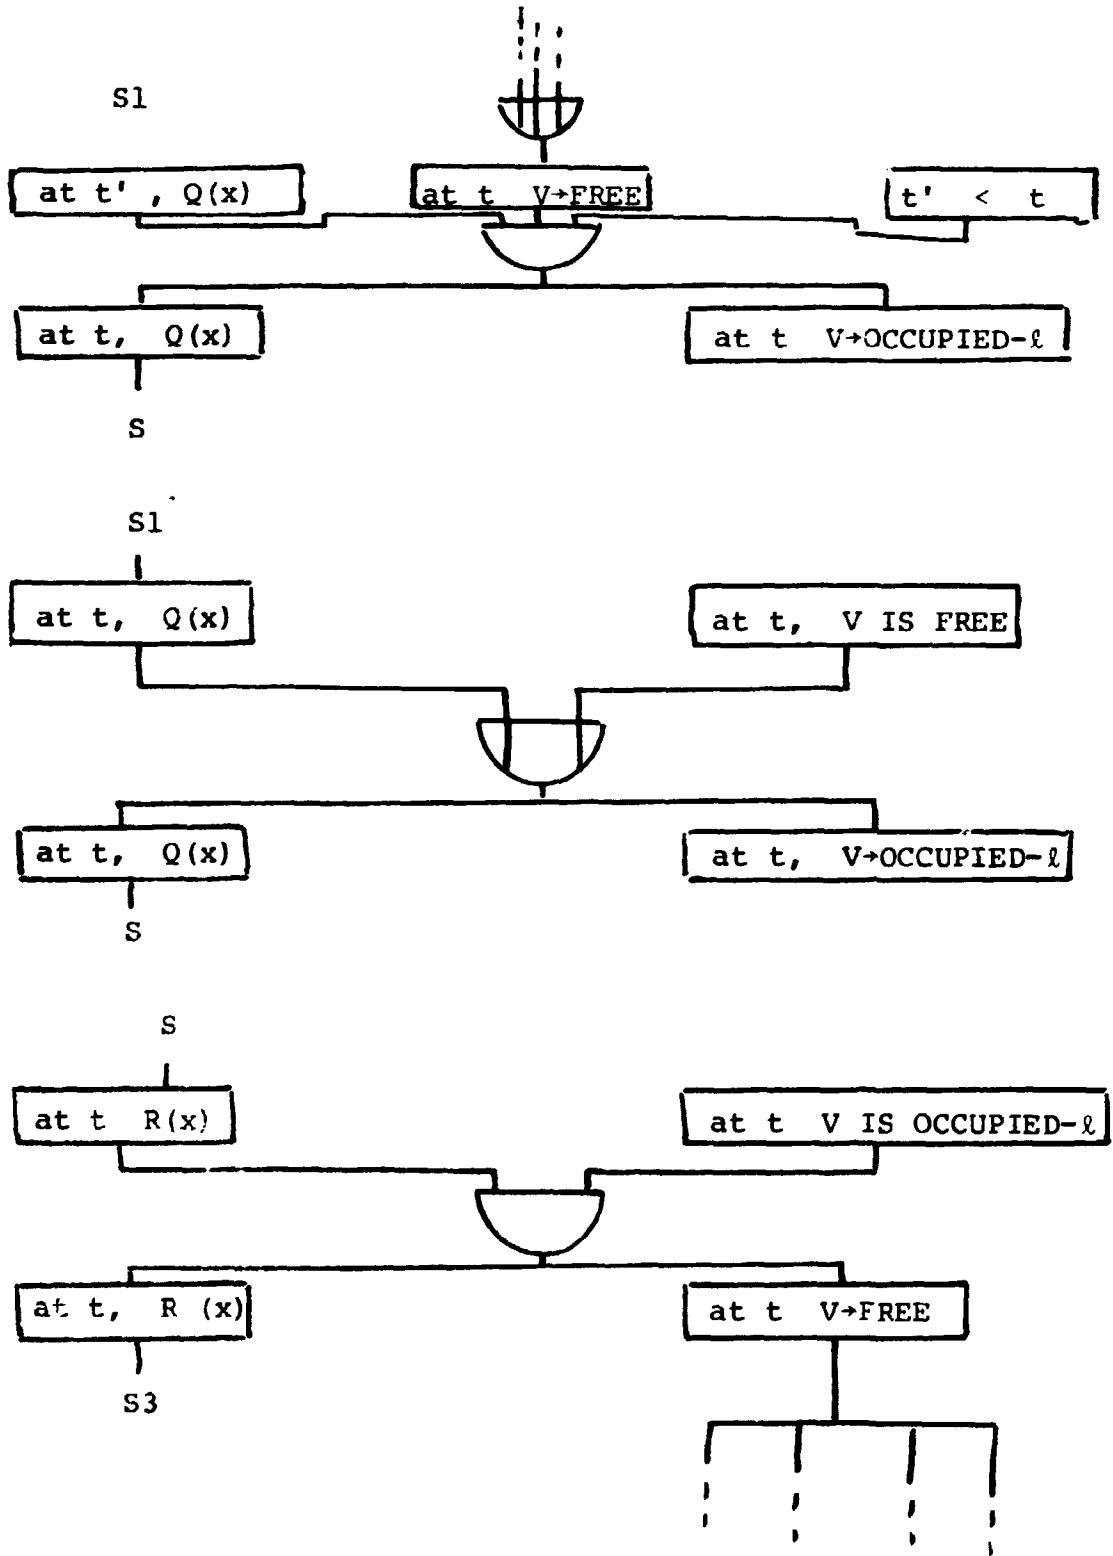 S1
at t' , Q(x)
at t V→FREE
t' < t
at t, Q(x)
at t V→OCCUPIED-ℓ
S
S1
at t, Q(x)
at t, V IS FREE
at t, Q(x)
at t, V→OCCUPIED-ℓ
S
S
at t R(x)
at t V IS OCCUPIED-ℓ
at t, R (x)
at t V→FREE
S3